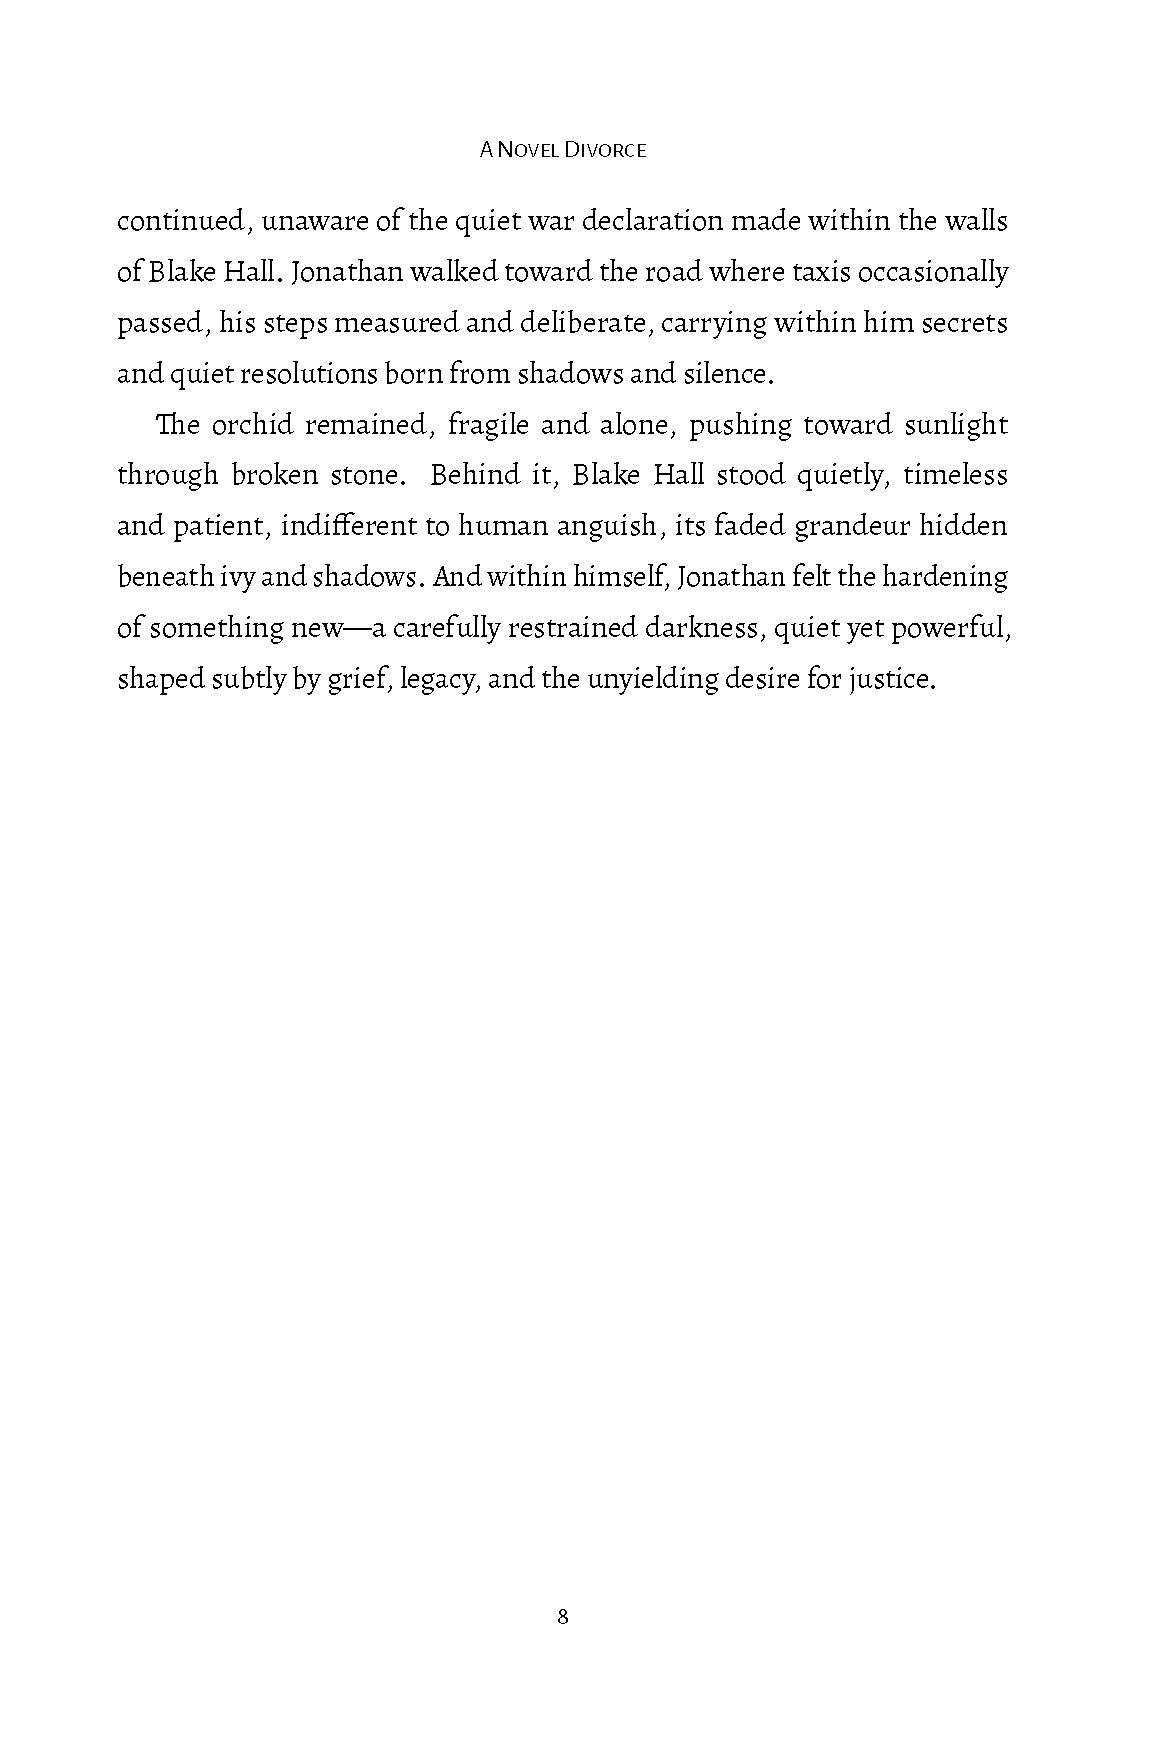 A NOVEL DIVORCE
continued, unaware of the quiet war declaration made within the walls
of Blake Hall. Jonathan walked toward the road where taxis occasionally
passed, his steps measured and deliberate, carrying within him secrets
and quiet resolutions born from shadows and silence.
The orchid remained, fragile and alone, pushing toward sunlight
through broken stone. Behind it, Blake Hall stood quietly, timeless
and patient, indifferent to human anguish, its faded grandeur hidden
beneath ivy and shadows. And within himself, Jonathan felt the hardening
of something new—a carefully restrained darkness, quiet yet powerful,
shaped subtly by grief, legacy, and the unyielding desire for justice.
8